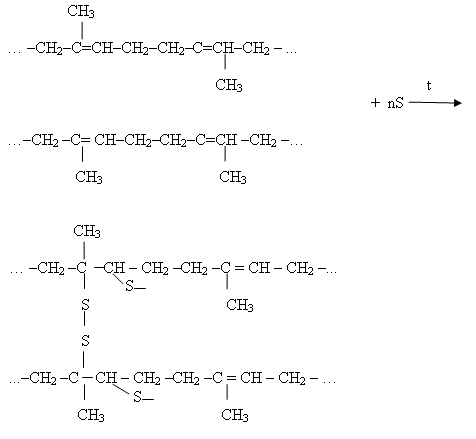 CH₃
... –CH₂–C=CH–CH₂–CH₂–C=CH–CH₂– ...
CH₃
+ nS t
... –CH₂–C=CH–CH₂–CH₂–C=CH–CH₂– ...
CH₃ CH₃
CH₃
... –CH₂–C–CH–CH₂–CH₂–C=CH–CH₂–...
S–
S CH₃
S
...–CH₂–C–CH–CH₂–CH₂–C=CH–CH₂– ...
S–
CH₃ CH₃